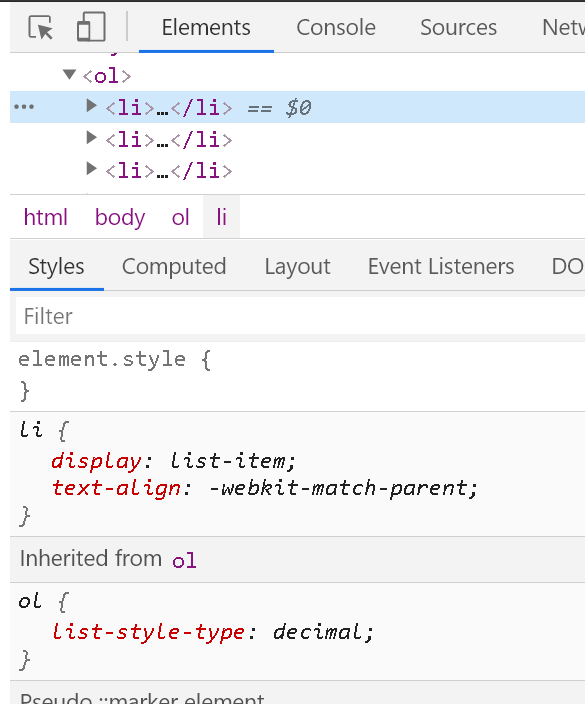 Elements Console Sources Netw
<ol>
··· <li>…</li> == $0
<li>…</li>
<li>…</li>
html body ol li
Styles Computed Layout Event Listeners DO
Filter
element.style {
}
li {
display: list-item;
text-align: -webkit-match-parent;
}
Inherited from ol
ol {
list-style-type: decimal;
}
Pseudo ::marker element